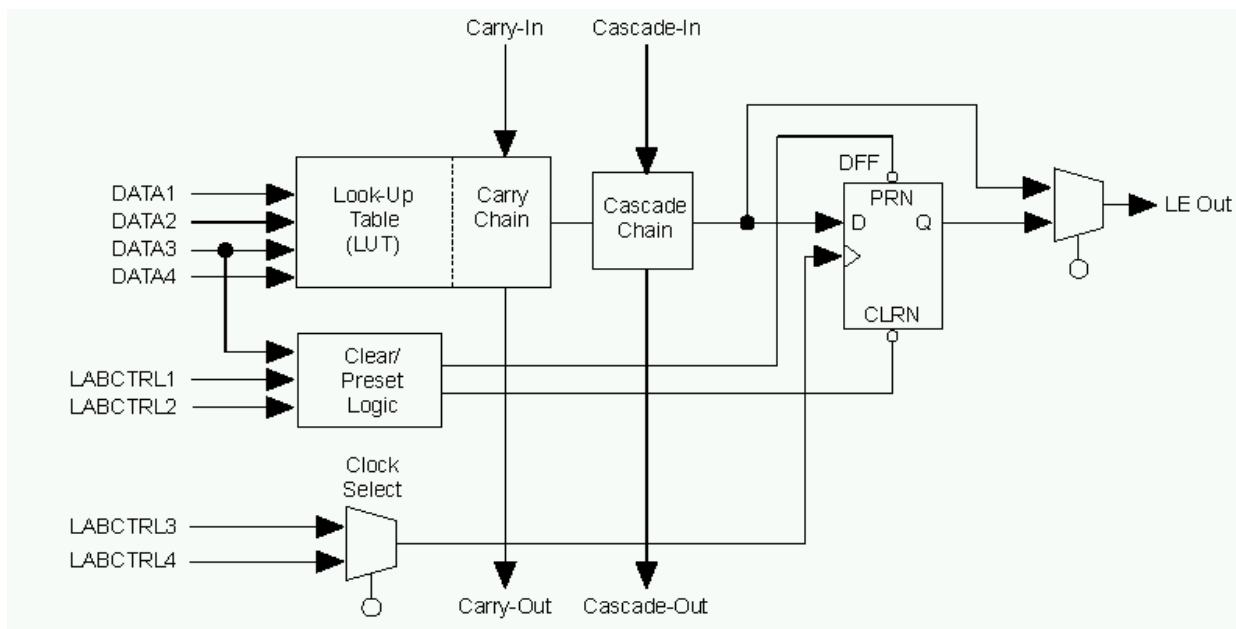 Carry-In
Cascade-In
DFF
DATA1
DATA2
DATA3
DATA4
Look-Up
Table
(LUT)
Carry
Chain
Cascade
Chain
PRN
D
Q
CLRN
LE Out
LABCTRL1
LABCTRL2
Clear/
Preset
Logic
Clock
Select
LABCTRL3
LABCTRL4
Carry-Out
Cascade-Out